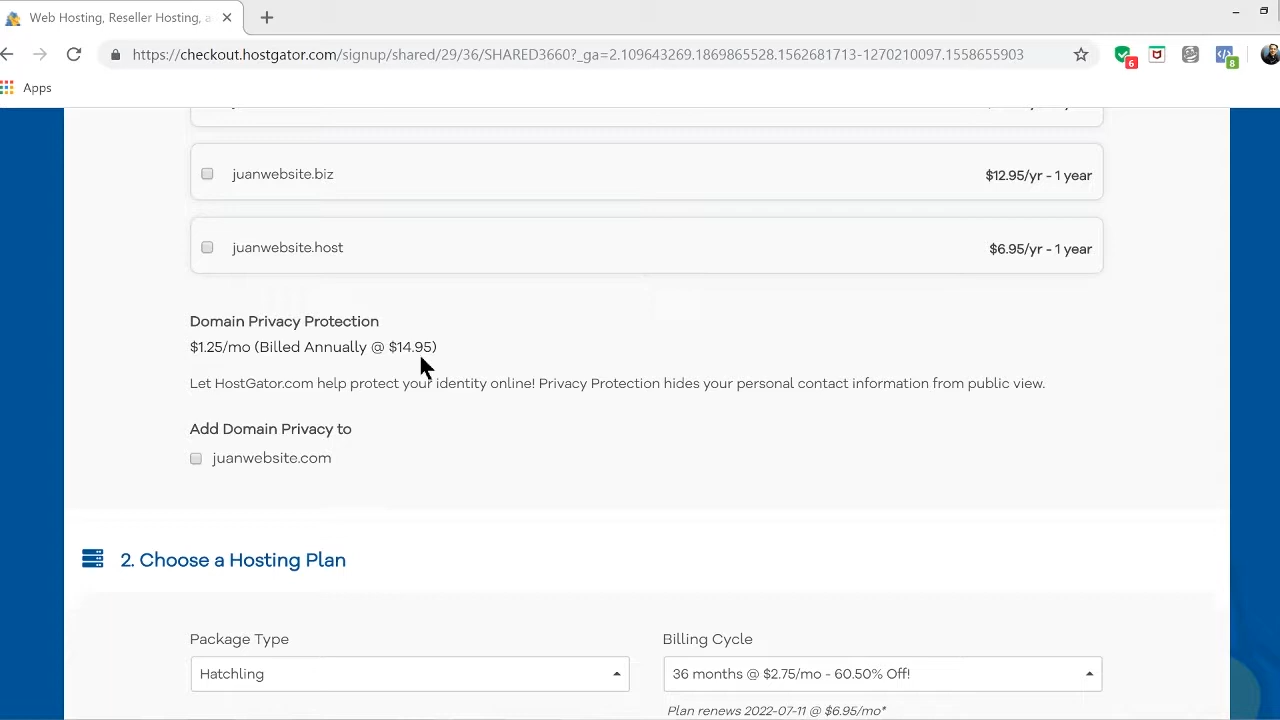 Web Hosting, Reseller Hosting, a
https://checkout.hostgator.com/signup/shared/29/36/SHARED3660?_ga=2.109643269.1869865528.1562681713-1270210097.1558655903
6
8
Apps
juanwebsite.biz
$12.95/yr - 1 year
juanwebsite.host
$6.95/yr - 1 year
Domain Privacy Protection
$1.25/mo (Billed Annually @ $14.95)
Let HostGator.com help protect your identity online! Privacy Protection hides your personal contact information from public view.
Add Domain Privacy to
juanwebsite.com
2. Choose a Hosting Plan
Package Type
Billing Cycle
Hatchling
36 months @ $2.75/mo - 60.50% Off!
Plan renews 2022-07-11 @ $6.95/mo*